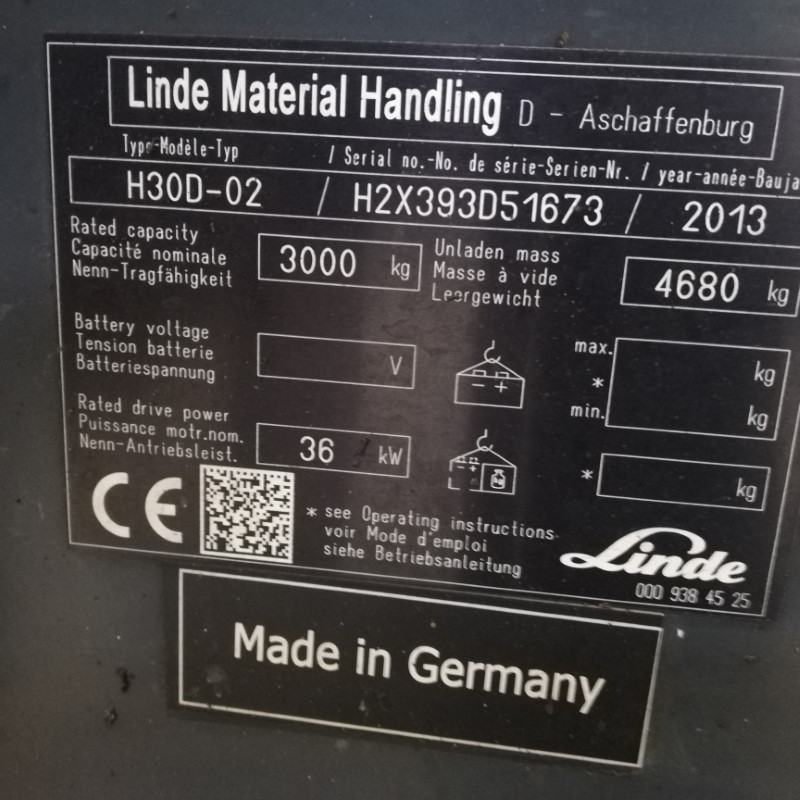 Linde Material Handling D - Aschaffenburg
Type-Modèle-Typ / Serial no.-No. de série-Serien-Nr. / year-année-Bauja
H30D-02 / H2X393D51673 / 2013
Rated capacity
Capacité nominale
Nenn-Tragfähigkeit
3000 kg
Unladen mass
Masse à vide
Leergewicht
4680 kg
Battery voltage
Tension batterie
Batteriespannung
V
- +
max.
*
min.
kg
kg
Rated drive power
Puissance motr.nom.
Nenn-Antriebsleist.
36 kW
- +
*
kg
CE
* see Operating instructions
voir Mode d'emploi
siehe Betriebsanleitung
Linde
000 938 45 25
Made in Germany